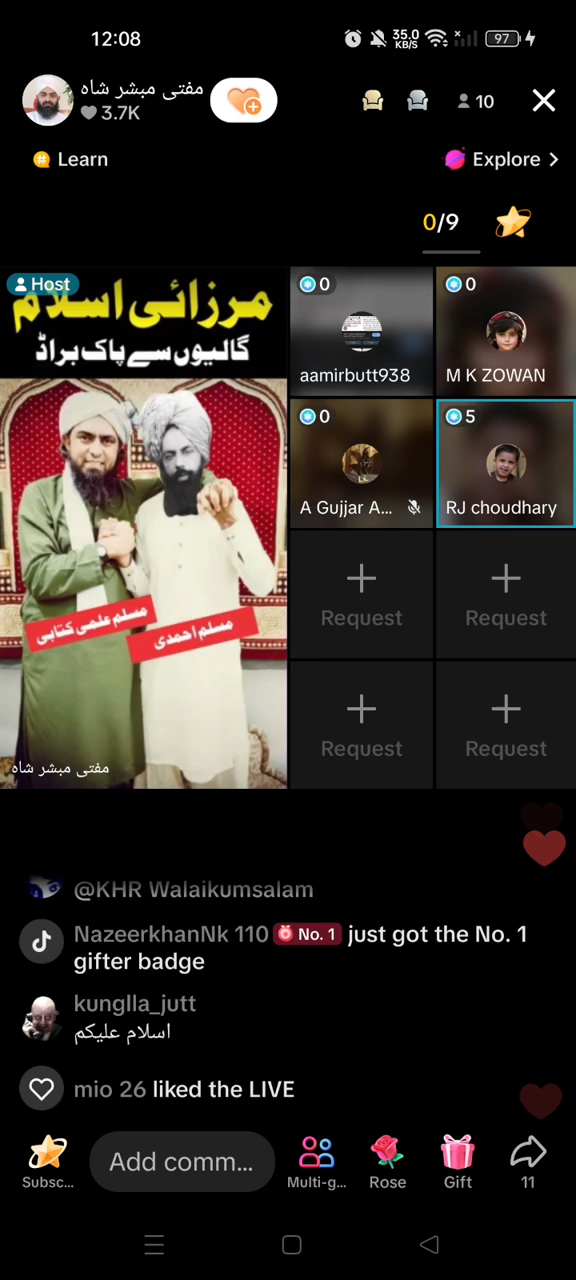 12:08
35.0
KB/S
97
مفتی مبشر شاہ
3.7K
10
Learn
Explore >
0/9
Host
مرزائی اسلام
گالیوں سے پاک براڈ
مسلم علمی کتابی
مسلم احمدی
مفتی مبشر شاہ
0
aamirbutt938
0
M K ZOWAN
0
A Gujjar A...
5
RJ choudhary
Request
Request
Request
Request
@KHR Walaikumsalam
NazeerkhanNk 110 No. 1 just got the No. 1
gifter badge
kunglla_jutt
اسلام علیکم
mio 26 liked the LIVE
Subsc...
Add comm...
Multi-g...
Rose
Gift
11